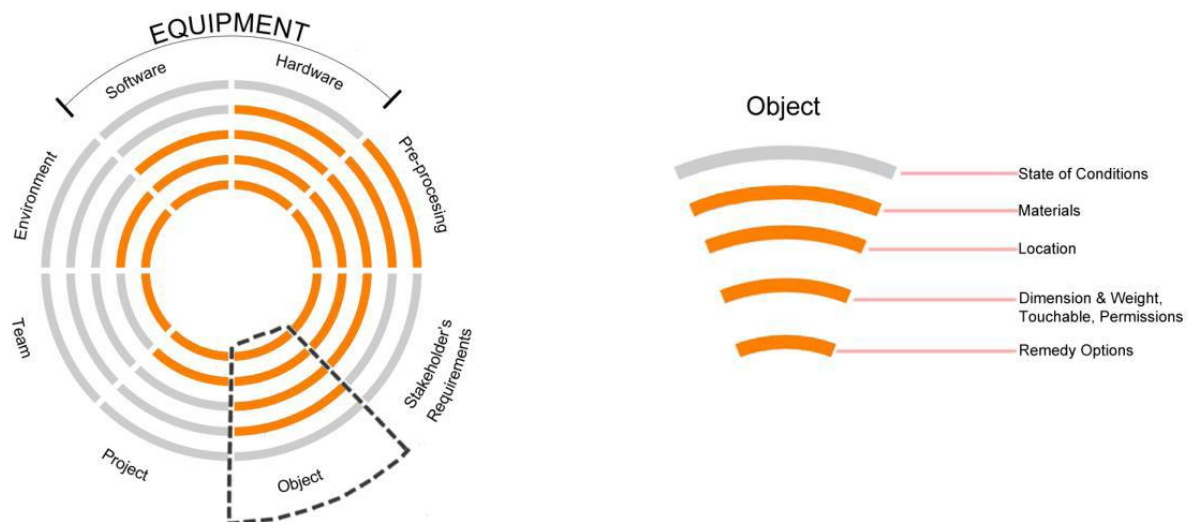 EQUIPMENT
Software
Hardware
Environment
Pre-procesing
Team
Stakeholder's
Requirements
Project
Object
Object
State of Conditions
Materials
Location
Dimension & Weight,
Touchable, Permissions
Remedy Options